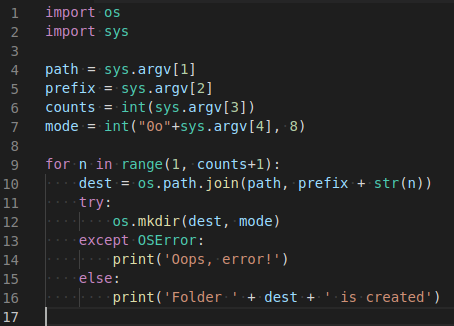 1 import os
2 import sys
3
4 path = sys.argv[1]
5 prefix = sys.argv[2]
6 counts = int(sys.argv[3])
7 mode = int("0o"+sys.argv[4], 8)
8
9 for n in range(1, counts+1):
10     dest = os.path.join(path, prefix + str(n))
11     try:
12         os.mkdir(dest, mode)
13     except OSError:
14         print('Oops, error!')
15     else:
16         print('Folder ' + dest + ' is created')
17